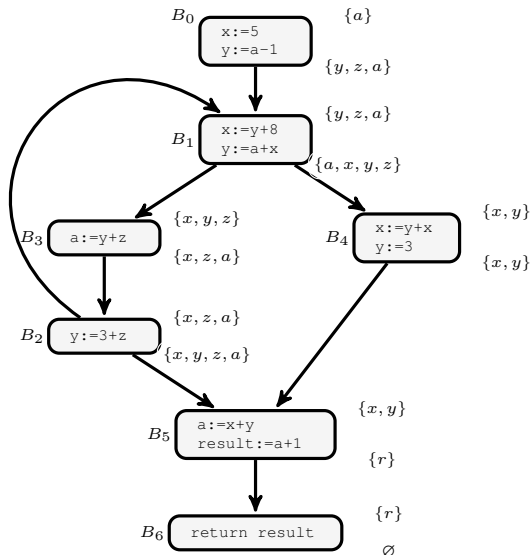 B0
{a}
x:=5
y:=a−1
{y, z, a}
{y, z, a}
B1
x:=y+8
y:=a+x
{a, x, y, z}
{x, y, z}
B3
a:=y+z
{x, z, a}
{x, y}
B4
x:=y+x
y:=3
{x, y}
{x, z, a}
B2
y:=3+z
{x, y, z, a}
{x, y}
B5
a:=x+y
result:=a+1
{r}
{r}
B6
return result
∅